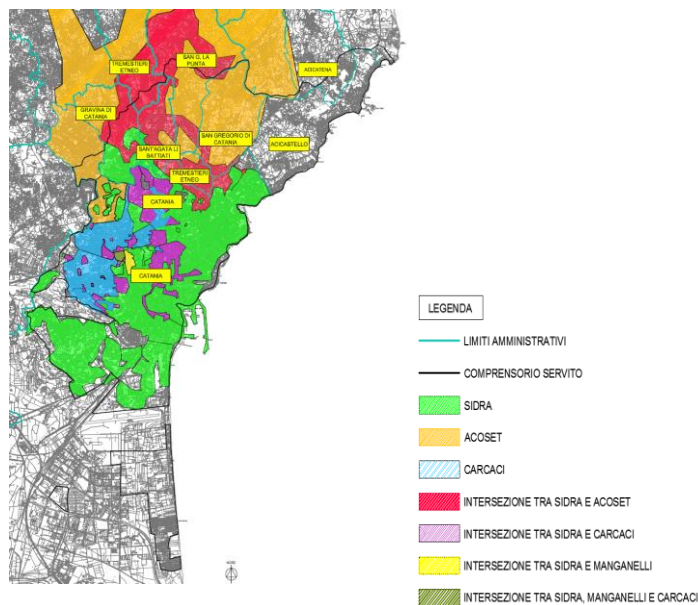 TREMESTIERI
ETNEO
SAN G. LA
PUNTA
ACICATENA
GRAVINA DI
CATANIA
SAN GREGORIO DI
CATANIA
ACICASTELLO
SANT'AGATA LI
BATTIATI
TREMESTIERI
ETNEO
CATANIA
CATANIA
LEGENDA
LIMITI AMMINISTRATIVI
COMPRENSORIO SERVITO
SIDRA
ACOSET
CARCACI
INTERSEZIONE TRA SIDRA E ACOSET
INTERSEZIONE TRA SIDRA E CARCACI
INTERSEZIONE TRA SIDRA E MANGANELLI
INTERSEZIONE TRA SIDRA, MANGANELLI E CARCACI